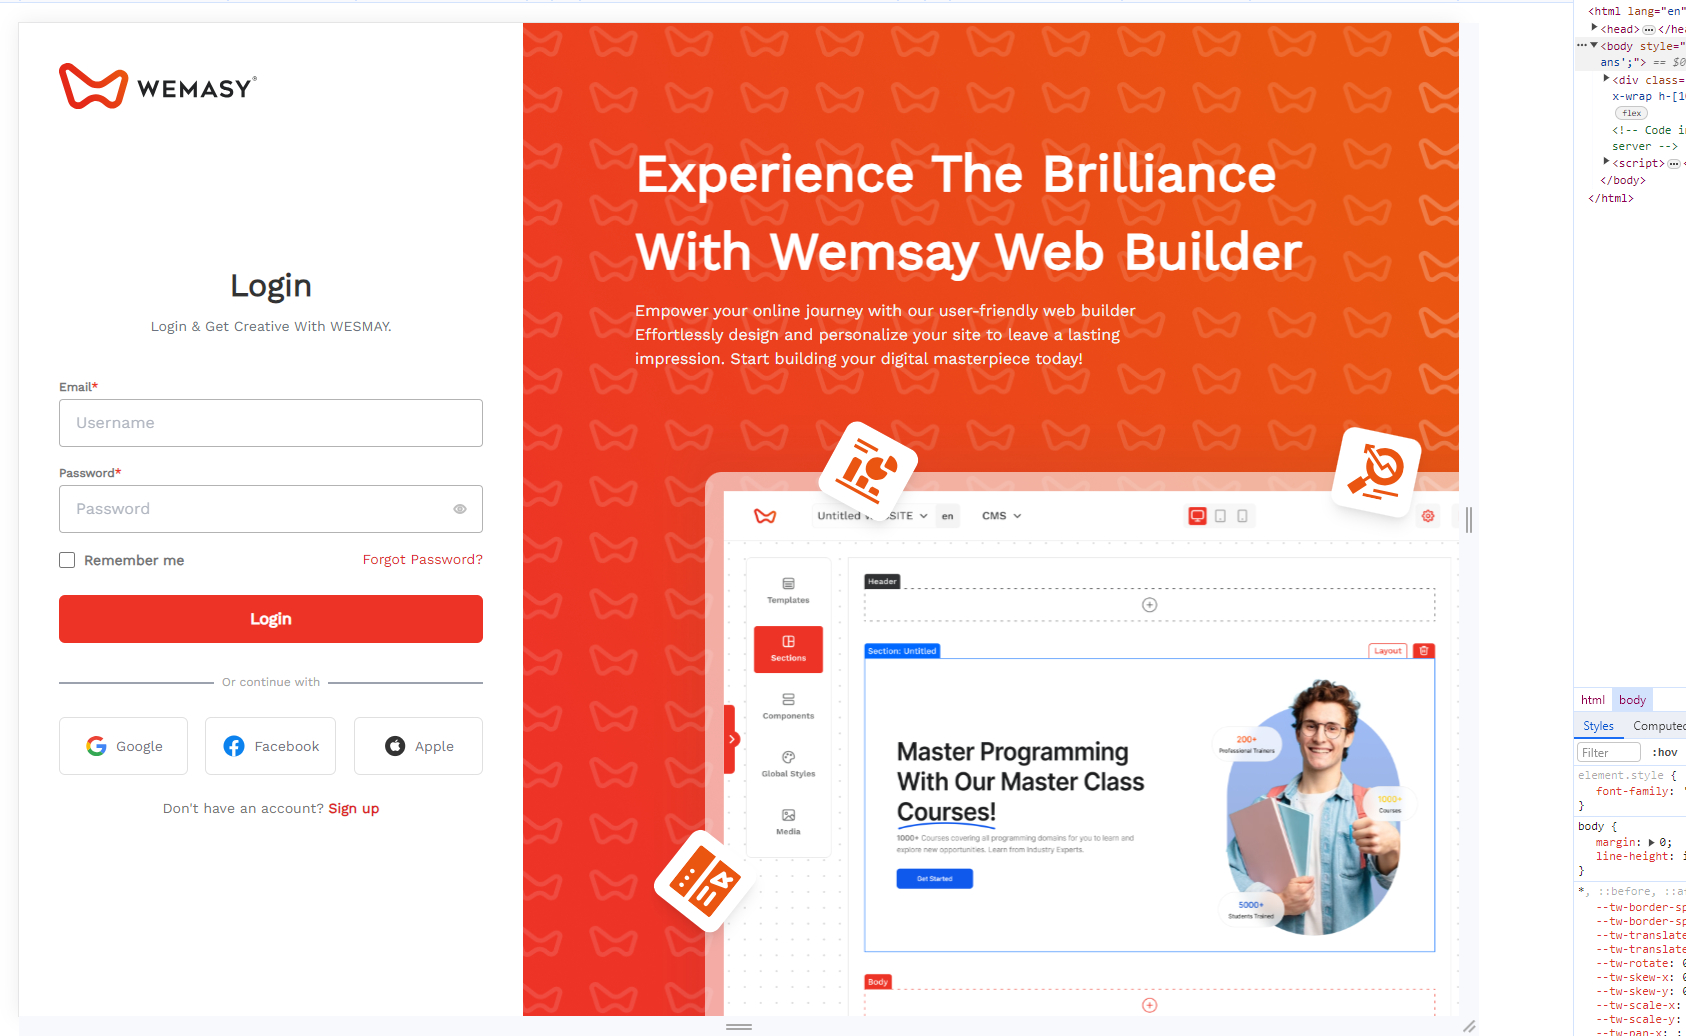 WEMASY®
Login
Login & Get Creative With WESMAY.
Email*
Username
Password*
Password
Remember me
Forgot Password?
Login
Or continue with
Google
Facebook
Apple
Don't have an account? Sign up
Experience The Brilliance
With Wemsay Web Builder
Empower your online journey with our user-friendly web builder
Effortlessly design and personalize your site to leave a lasting
impression. Start building your digital masterpiece today!
Untitled
en
CMS
Templates
Sections
Components
Global Styles
Media
Header
Section: Untitled
Layout
Master Programming
With Our Master Class
Courses!
1000+ Courses covering all programming domains for you to learn and
explore new opportunities. Learn from Industry Experts.
Get Started
200+
Professional Trainers
1000+
Courses
5000+
Students Trained
Body
<html lang="en"
<head> </hea
<body style="
ans';"> == $0
<div class=
x-wrap h-[10
flex
<!-- Code in
server -->
<script> <
</body>
</html>
html body
Styles Computed
Filter :hov
element.style {
font-family: '
}
body {
margin: 0;
line-height: i
}
*, ::before, ::a
--tw-border-sp
--tw-border-sp
--tw-translate
--tw-translate
--tw-rotate: 0
--tw-skew-x: 0
--tw-skew-y: 0
--tw-scale-x:
--tw-scale-y:
--tw-pan-x: ;